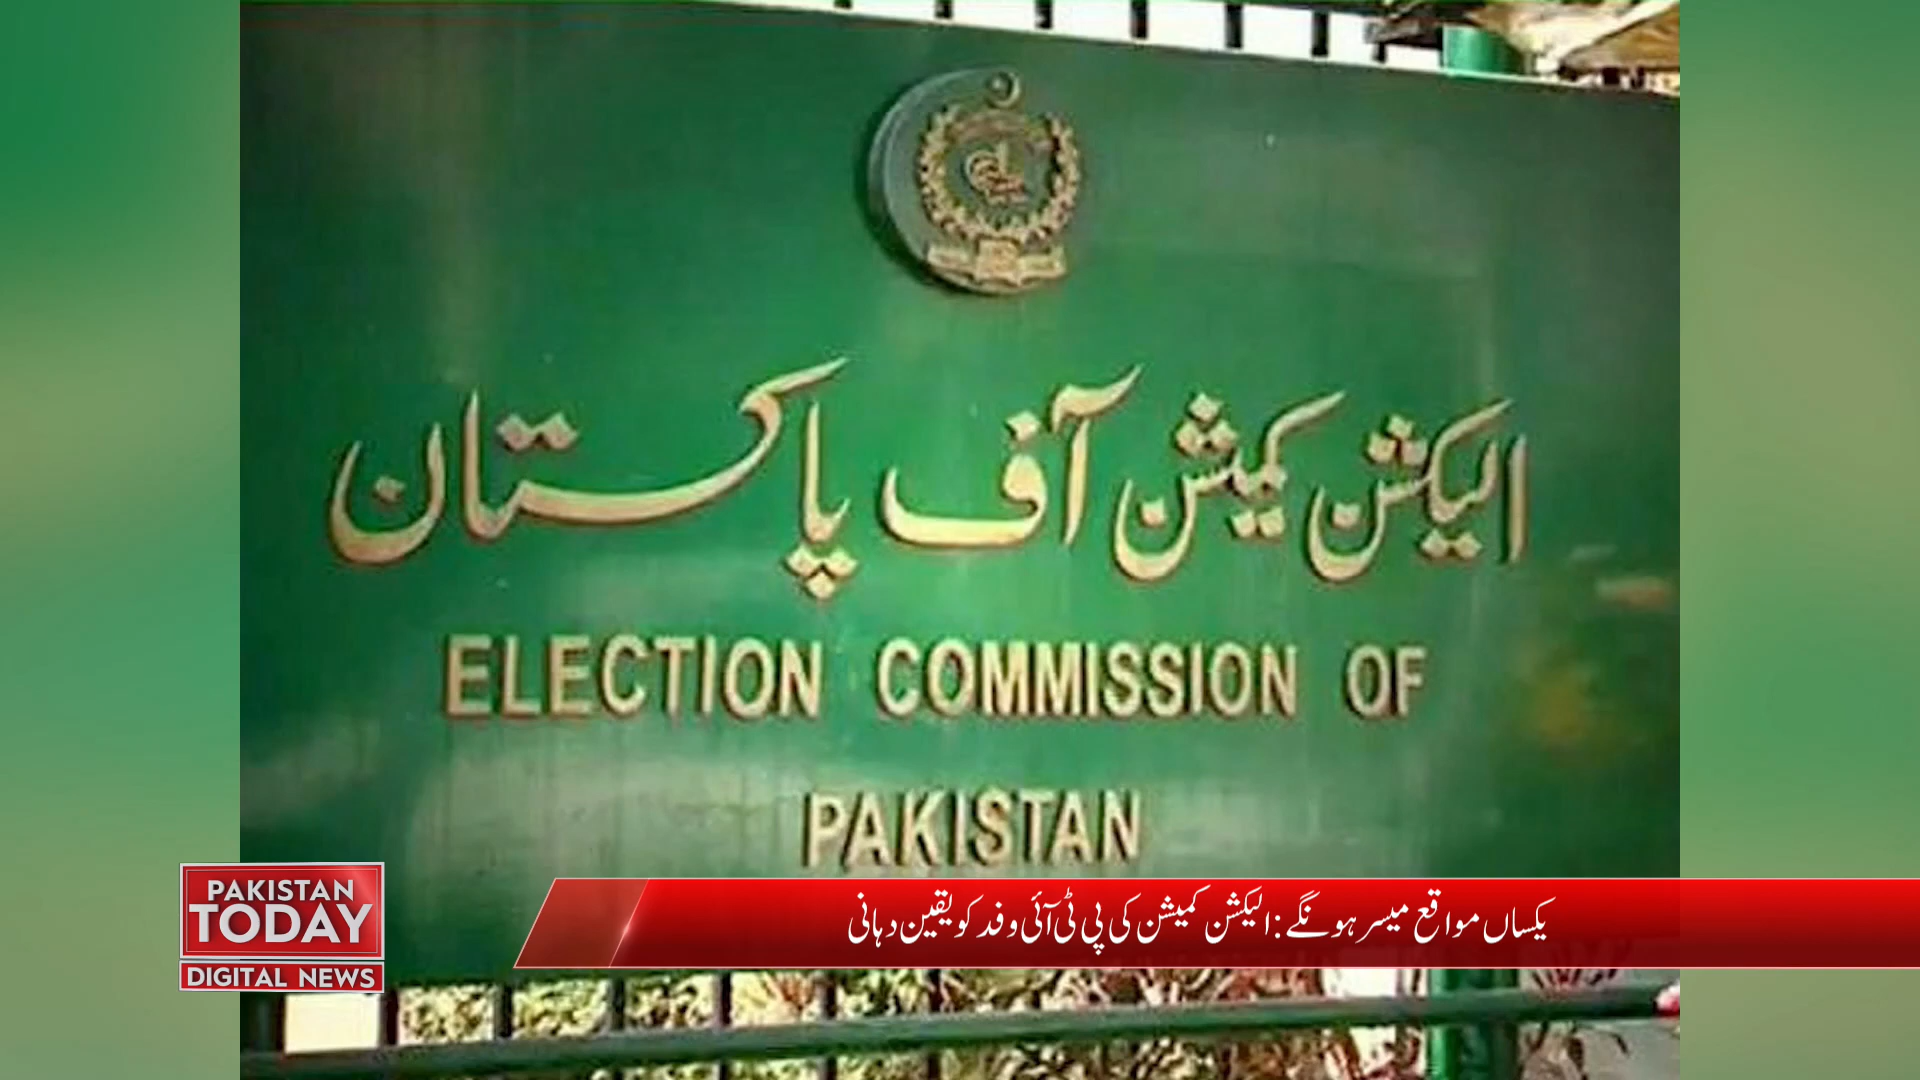 الیکشن کمیشن آف پاکستان
ELECTION COMMISSION OF
PAKISTAN
یکساں مواقع میسر ہونگے: الیکشن کمیشن کی پی ٹی آئی وفد کو یقین دہانی
PAKISTAN
TODAY
DIGITAL NEWS